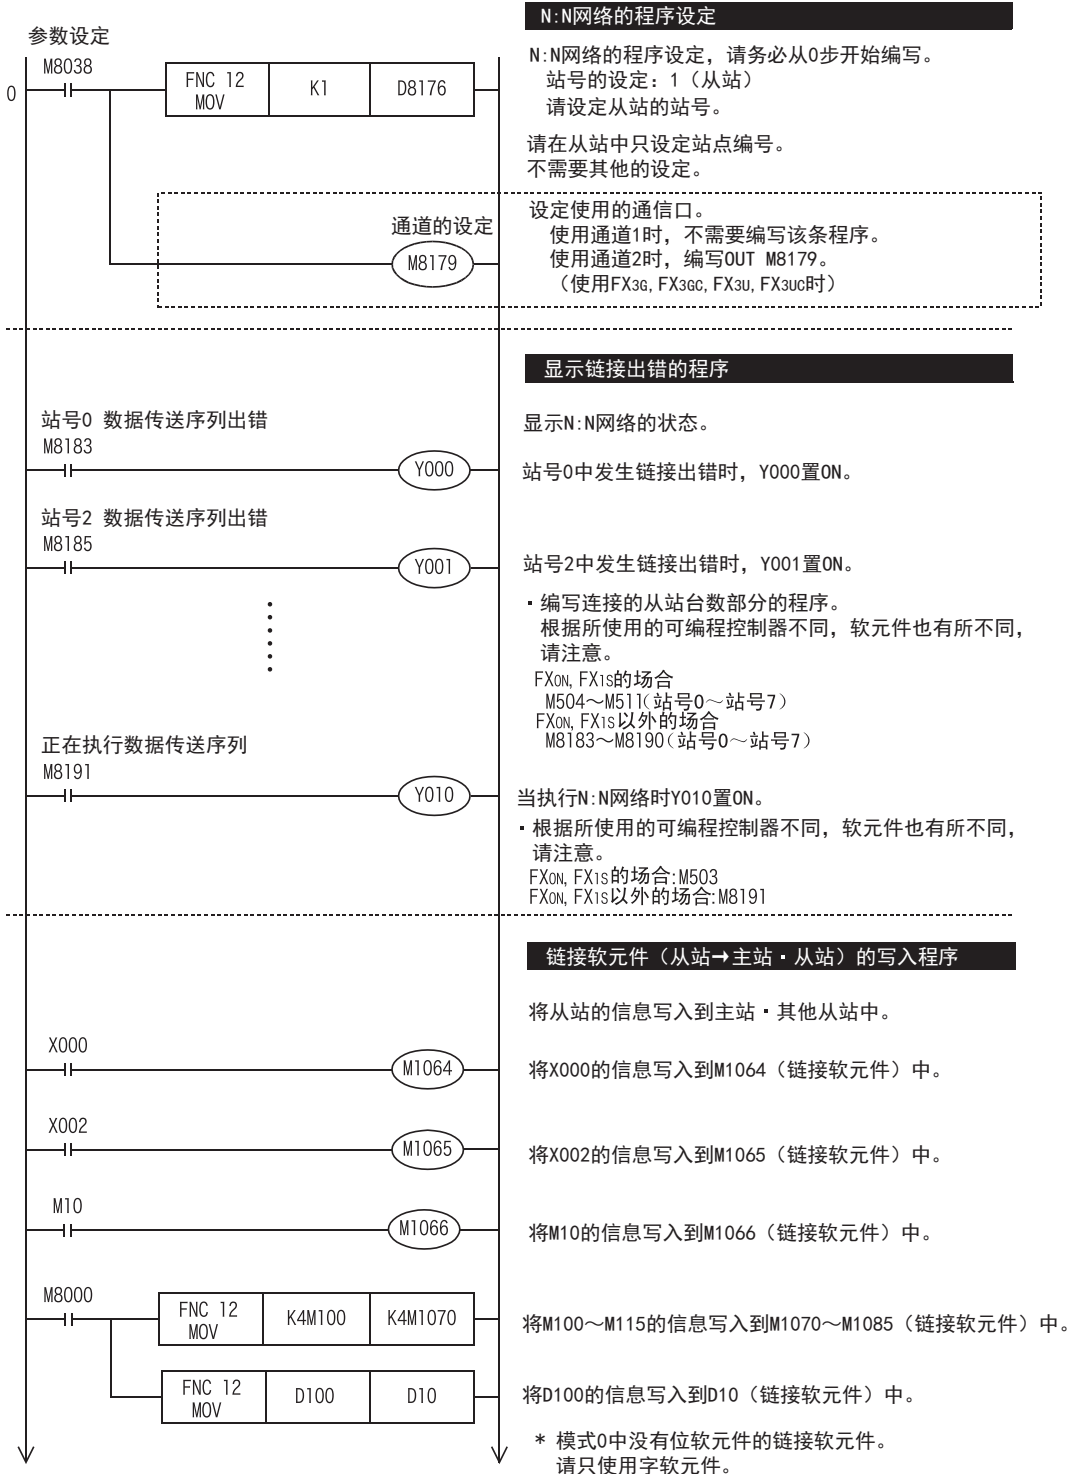 N:N网络的程序设定
参数设定
M8038
0
FNC 12
MOV
K1
D8176
N:N网络的程序设定，请务必从0步开始编写。
站号的设定：1（从站）
请设定从站的站号。
请在从站中只设定站点编号。
不需要其他的设定。
通道的设定
M8179
设定使用的通信口。
使用通道1时，不需要编写该条程序。
使用通道2时，编写OUT M8179。
（使用FX3G, FX3GC, FX3U, FX3UC时）
显示链接出错的程序
显示N:N网络的状态。
站号0 数据传送序列出错
M8183
Y000
站号0中发生链接出错时，Y000置ON。
站号2 数据传送序列出错
M8185
Y001
站号2中发生链接出错时，Y001置ON。
▪编写连接的从站台数部分的程序。
根据所使用的可编程控制器不同，软元件也有所不同，
请注意。
FX0N, FX1S的场合
M504～M511(站号0～站号7)
FX0N, FX1S以外的场合
M8183～M8190(站号0～站号7)
正在执行数据传送序列
M8191
Y010
当执行N:N网络时Y010置ON。
▪根据所使用的可编程控制器不同，软元件也有所不同，
请注意。
FX0N, FX1S的场合:M503
FX0N, FX1S以外的场合:M8191
链接软元件（从站→主站▪从站）的写入程序
将从站的信息写入到主站▪其他从站中。
X000
M1064
将X000的信息写入到M1064（链接软元件）中。
X002
M1065
将X002的信息写入到M1065（链接软元件）中。
M10
M1066
将M10的信息写入到M1066（链接软元件）中。
M8000
FNC 12
MOV
K4M100
K4M1070
将M100～M115的信息写入到M1070～M1085（链接软元件）中。
FNC 12
MOV
D100
D10
将D100的信息写入到D10（链接软元件）中。
* 模式0中没有位软元件的链接软元件。
请只使用字软元件。